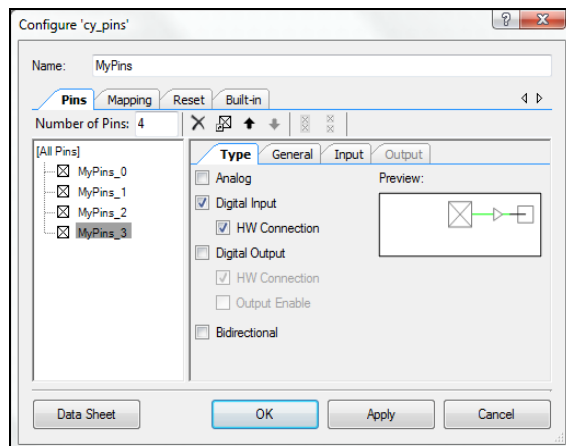 Configure 'cy_pins'
Name: MyPins
Pins Mapping Reset Built-in
Number of Pins: 4
[All Pins]
MyPins_0
MyPins_1
MyPins_2
MyPins_3
Type General Input Output
Analog
Preview:
Digital Input
HW Connection
Digital Output
HW Connection
Output Enable
Bidirectional
Data Sheet OK Apply Cancel